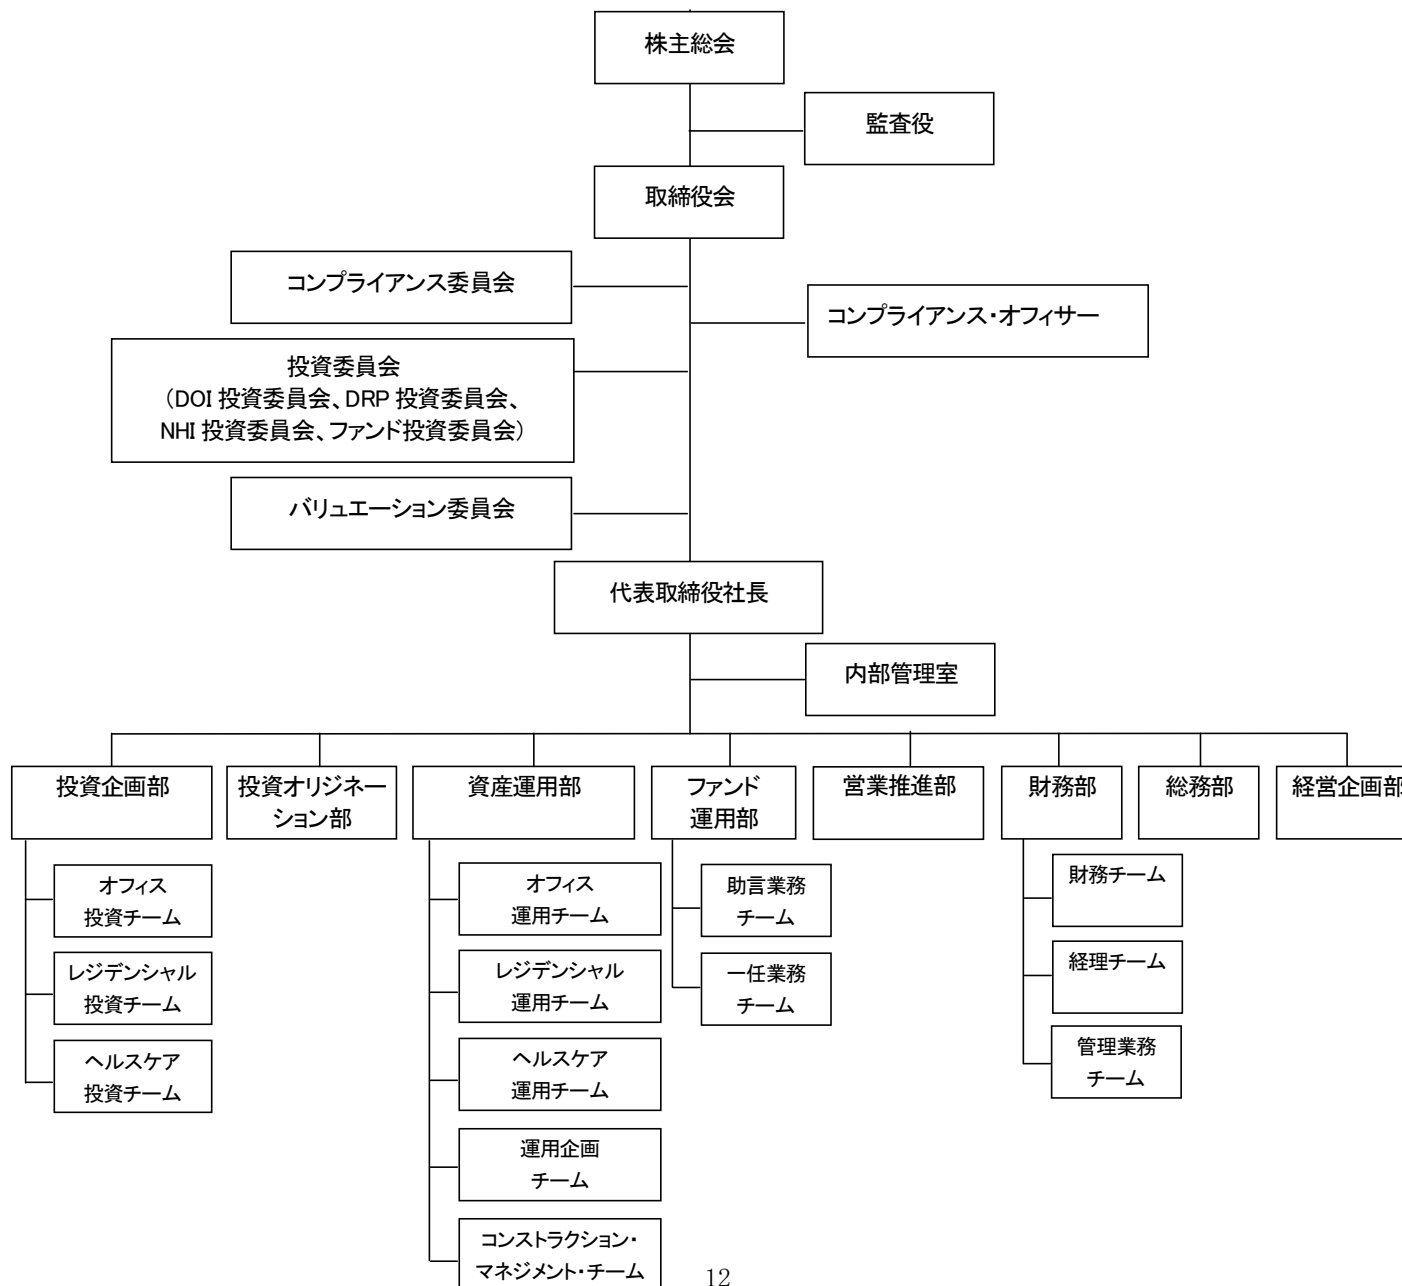 株主総会
監査役
取締役会
コンプライアンス委員会
コンプライアンス・オフィサー
投資委員会
（DOI 投資委員会、DRP 投資委員会、
NHI 投資委員会、ファンド投資委員会）
バリュエーション委員会
代表取締役社長
内部管理室
投資企画部
投資オリジネー
ション部
資産運用部
ファンド
運用部
営業推進部
財務部
総務部
経営企画部
オフィス
投資チーム
レジデンシャル
投資チーム
ヘルスケア
投資チーム
オフィス
運用チーム
レジデンシャル
運用チーム
ヘルスケア
運用チーム
運用企画
チーム
コンストラクション・
マネジメント・チーム
助言業務
チーム
一任業務
チーム
財務チーム
経理チーム
管理業務
チーム
12